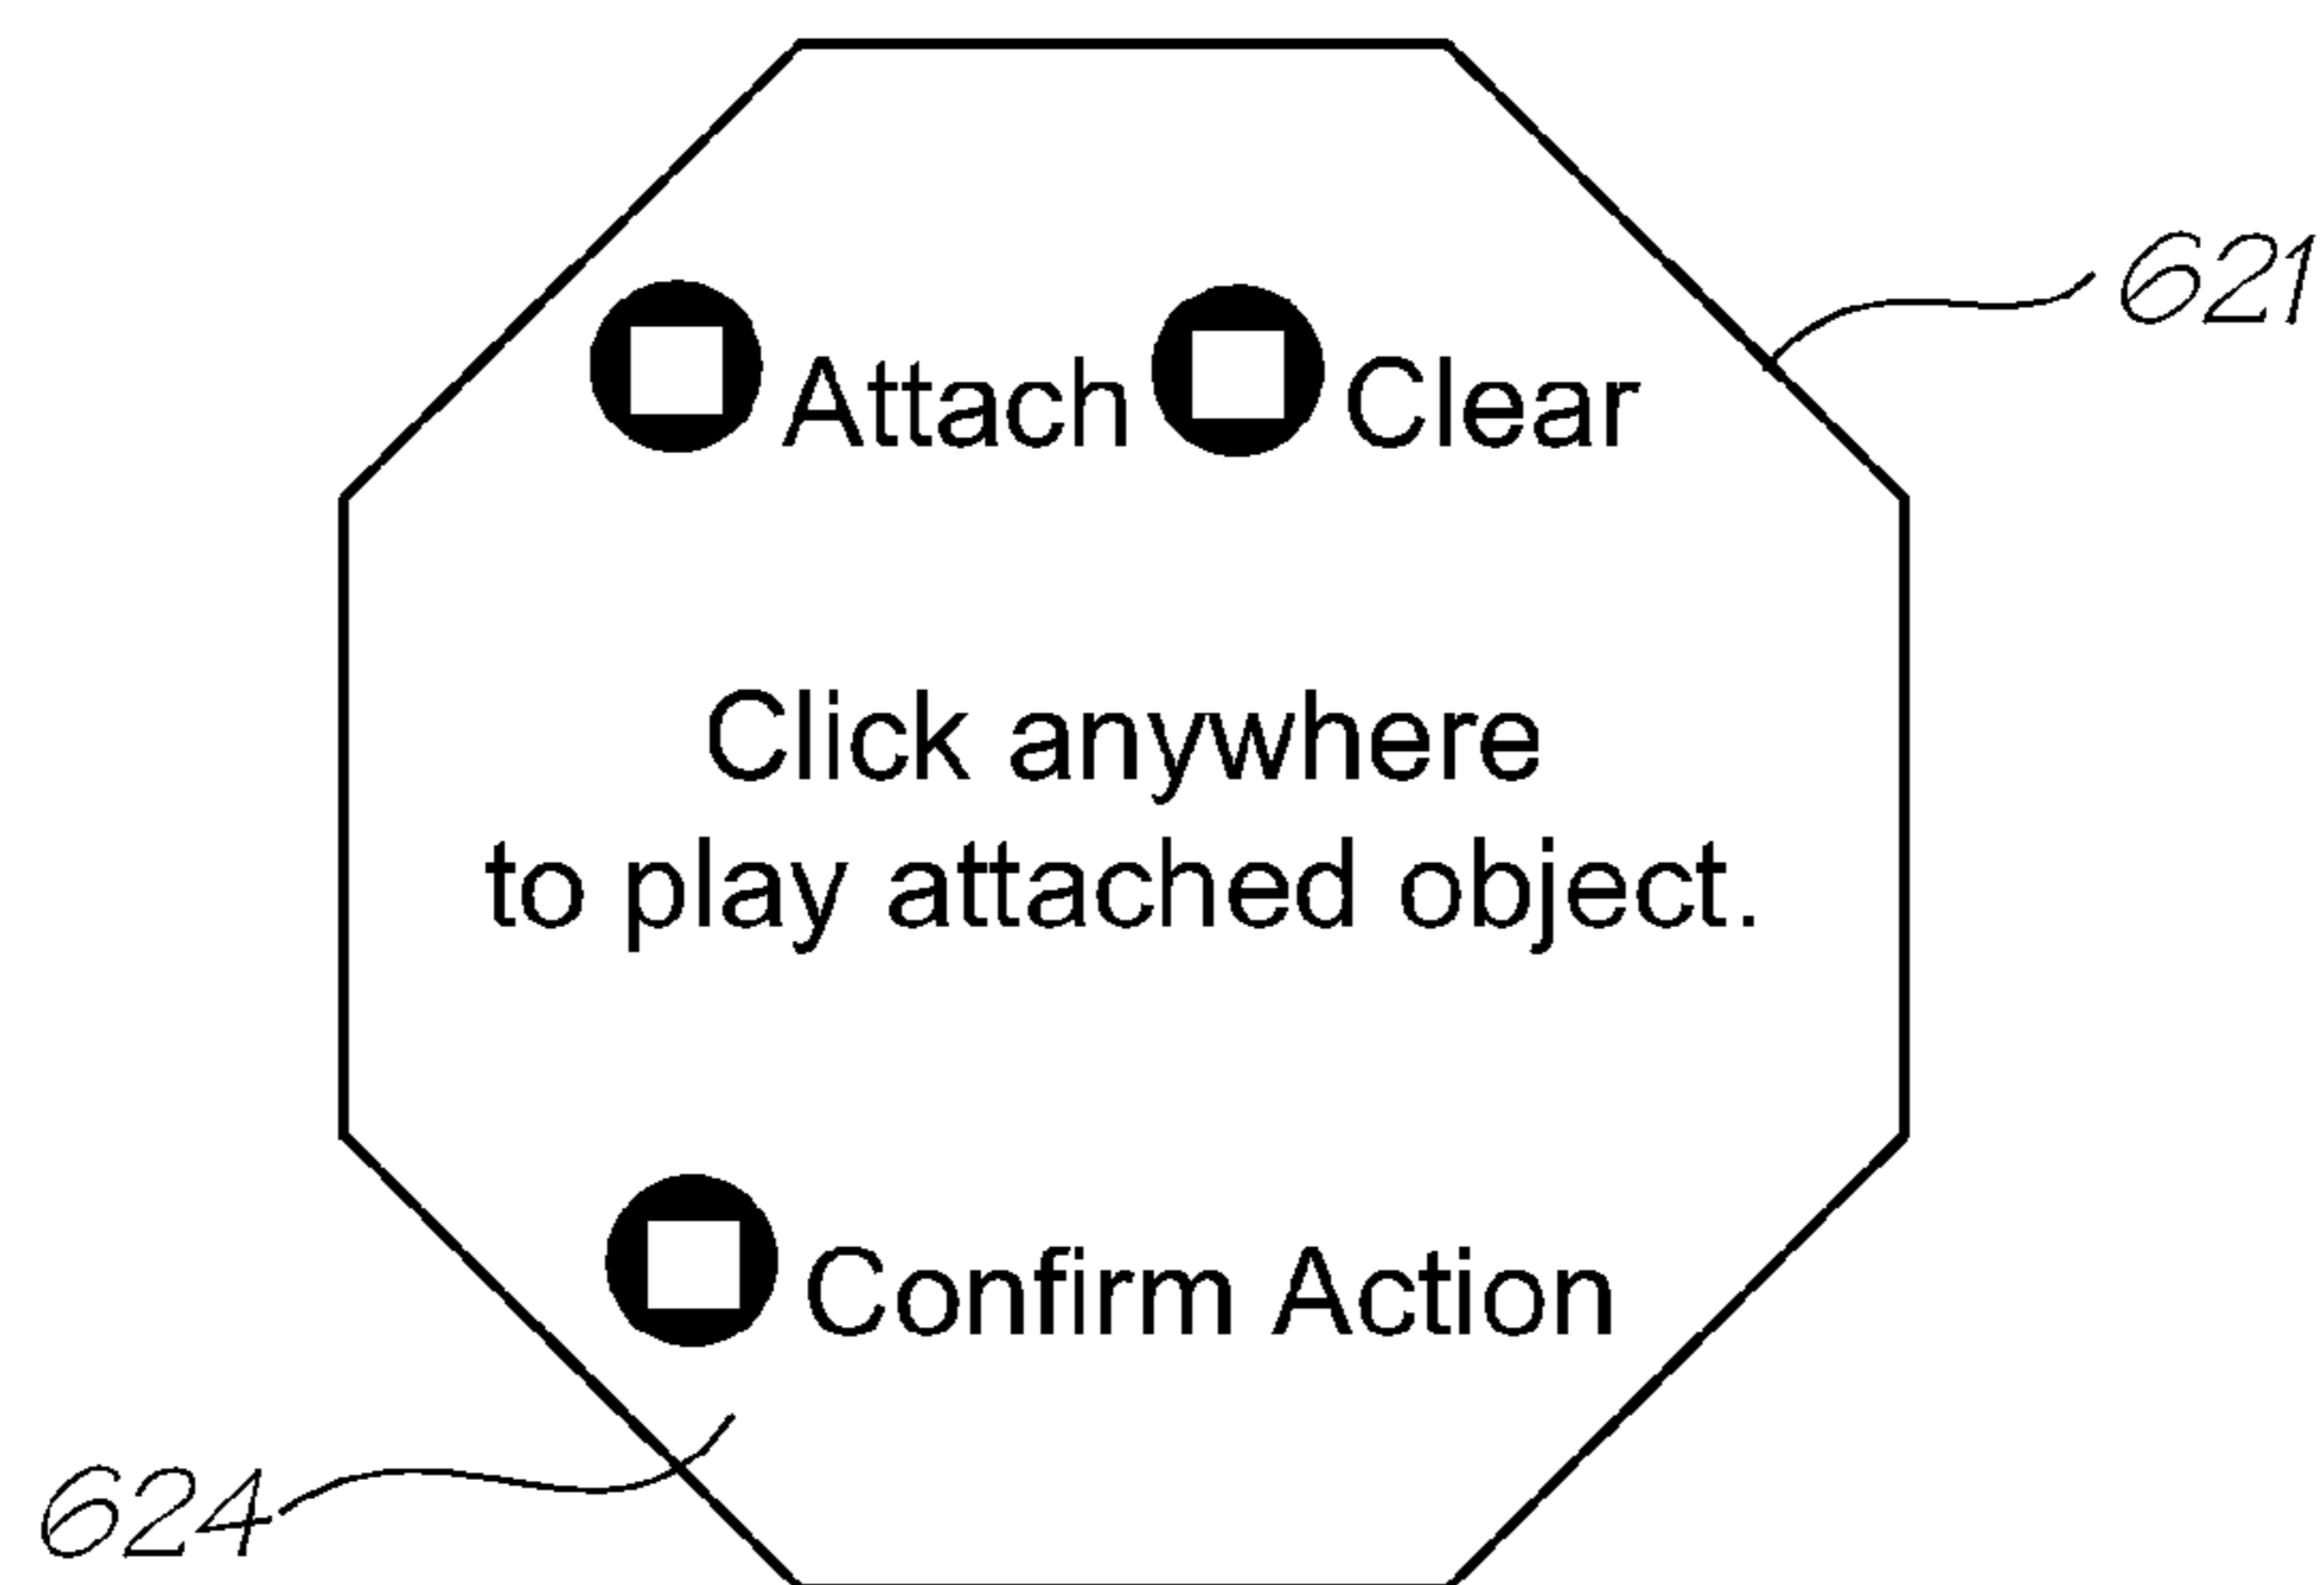 621
Attach Clear
Click anywhere
to play attached object.
Confirm Action
624